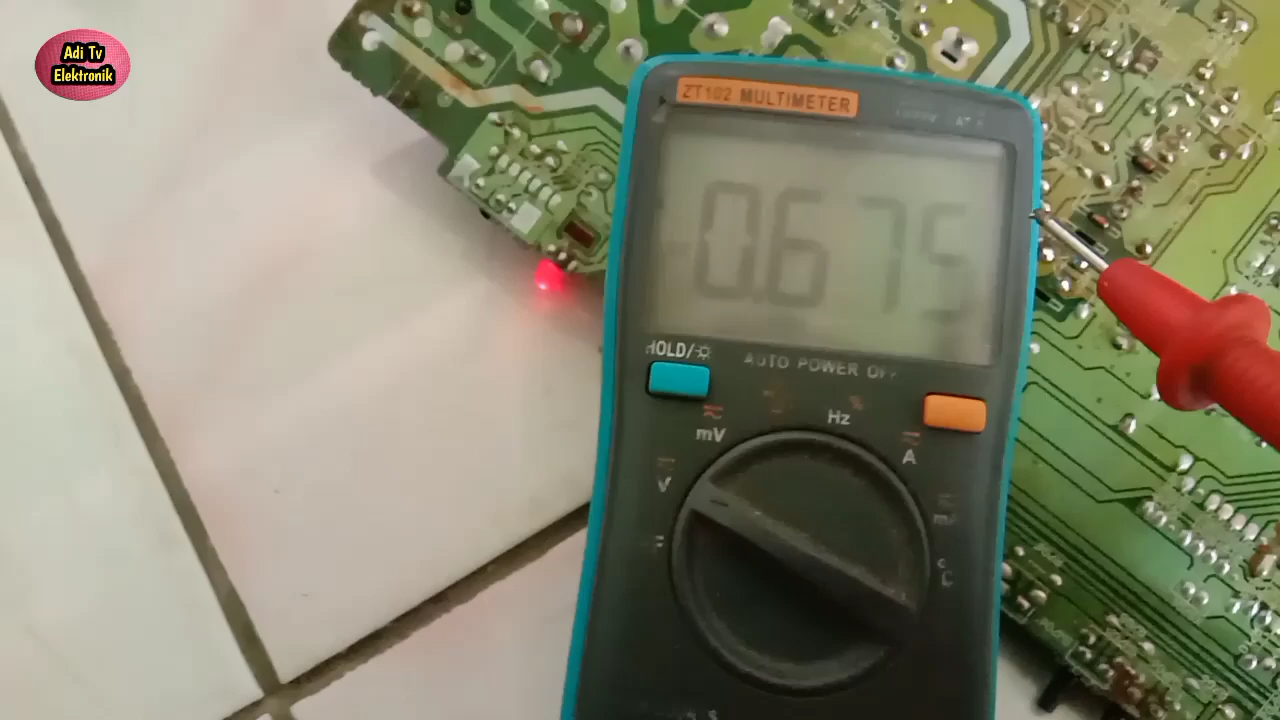 Adi Tv
Elektronik
ZT102 MULTIMETER
-0.675
HOLD/
AUTO POWER OFF
mV
Hz
A
V
F
°C